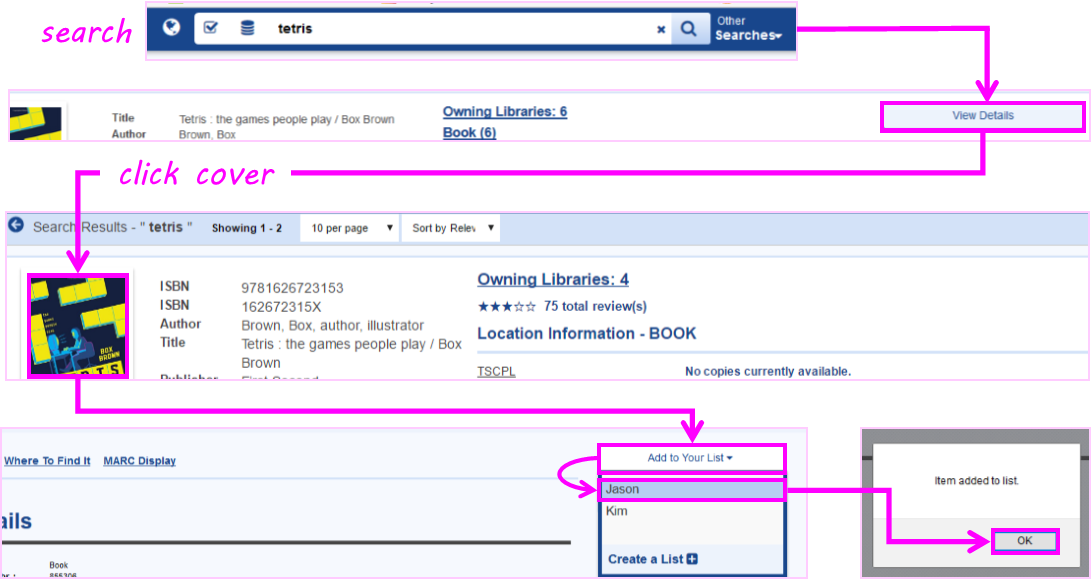 search
tetris
Other
Searches
Title Tetris : the games people play / Box Brown
Author Brown, Box
Owning Libraries: 6
Book (6)
View Details
click cover
Search Results - " tetris " Showing 1 - 2 10 per page Sort by Relev
BOX
BROWN
ISBN 9781626723153
ISBN 162672315X
Author Brown, Box, author, illustrator
Title Tetris : the games people play / Box
Brown
Publisher First Second
Owning Libraries: 4
75 total review(s)
Location Information - BOOK
TSCPL No copies currently available.
Where To Find It MARC Display
ails
Book
855306
Add to Your List
Jason
Kim
Create a List
Item added to list.
OK